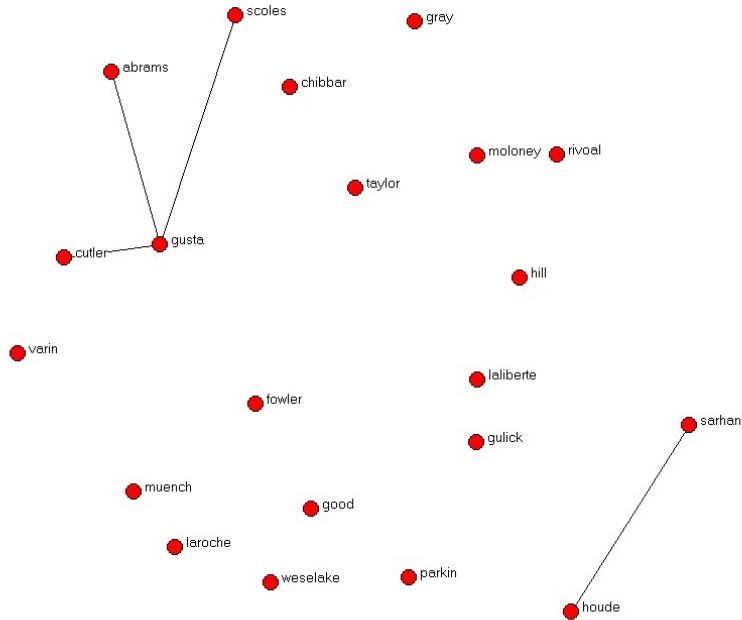 scoles
gray
abrams
chibbar
moloney
rivoal
taylor
gusta
cutler
hill
varin
laliberte
fowler
sarhan
gulick
muench
good
laroche
weselake
parkin
houde